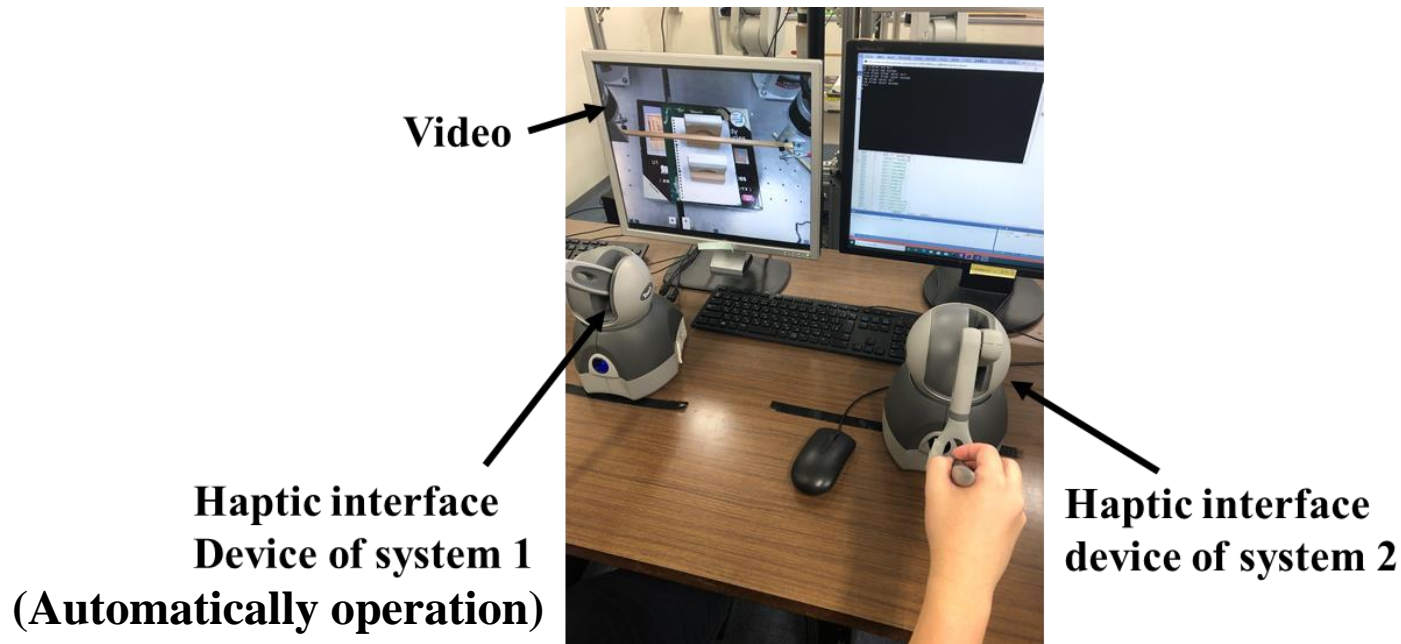 Video
Haptic interface
Device of system 1
(Automatically operation)
Haptic interface
device of system 2